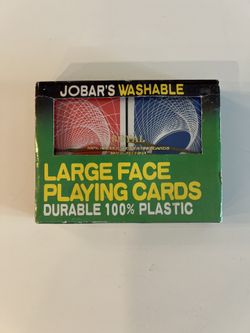 JOBAR'S WASHABLE
LARGE FACE
PLAYING CARDS
DURABLE 100% PLASTIC